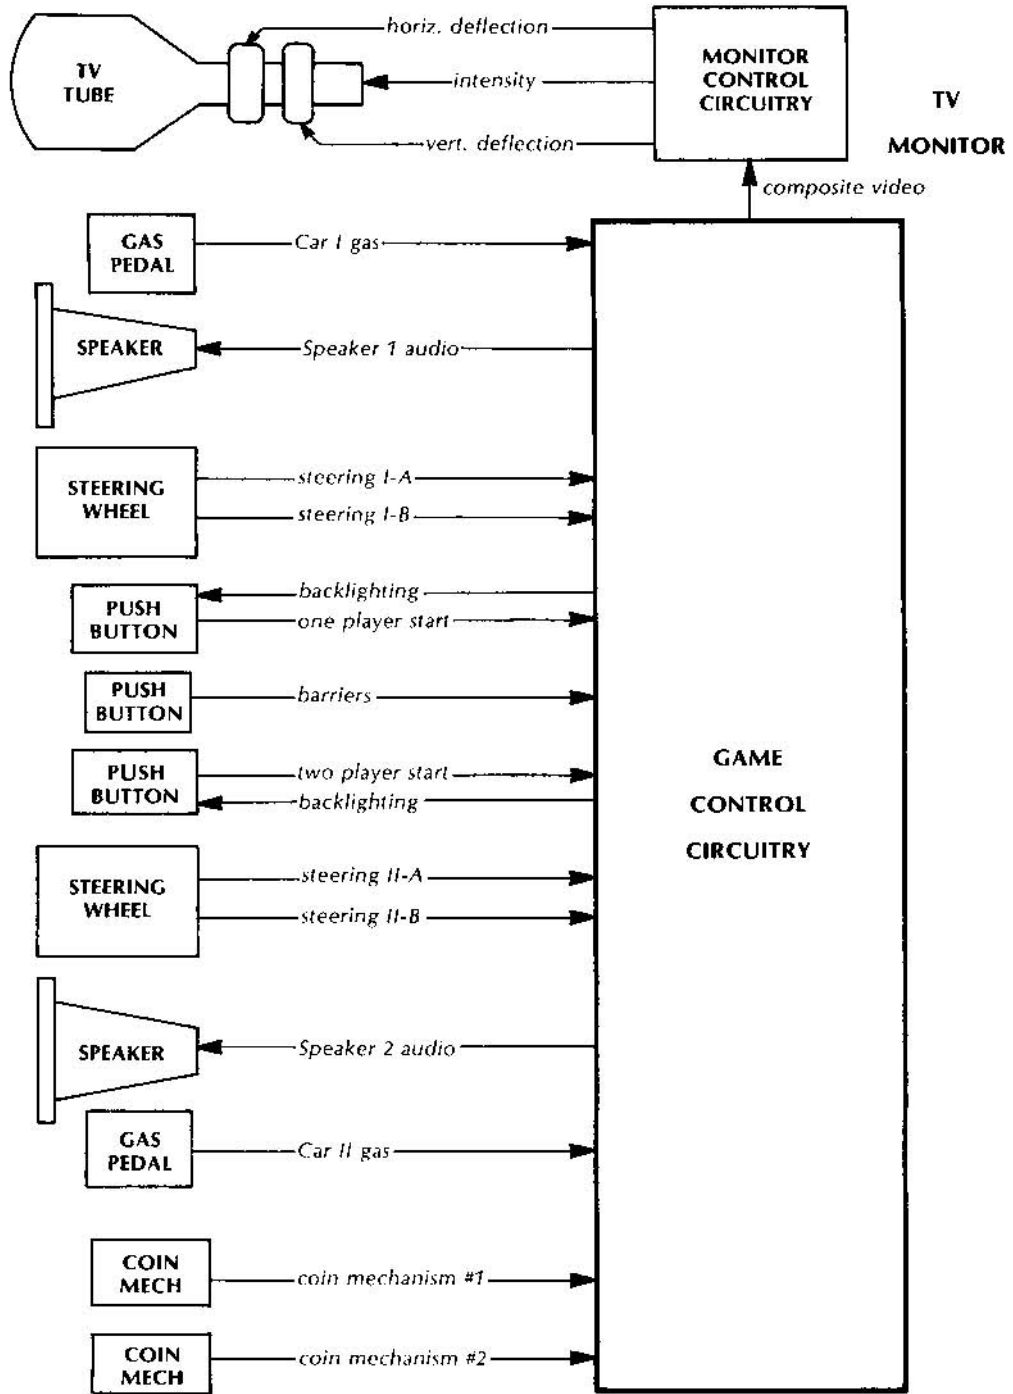 horiz. deflection
TV
TUBE
intensity
MONITOR
CONTROL
CIRCUITRY
TV
MONITOR
vert. deflection
composite video
GAS
PEDAL
Car I gas
SPEAKER
Speaker 1 audio
STEERING
WHEEL
steering I-A
steering I-B
PUSH
BUTTON
backlighting
one player start
PUSH
BUTTON
barriers
PUSH
BUTTON
two player start
backlighting
GAME
CONTROL
CIRCUITRY
STEERING
WHEEL
steering II-A
steering II-B
SPEAKER
Speaker 2 audio
GAS
PEDAL
Car II gas
COIN
MECH
coin mechanism #1
COIN
MECH
coin mechanism #2